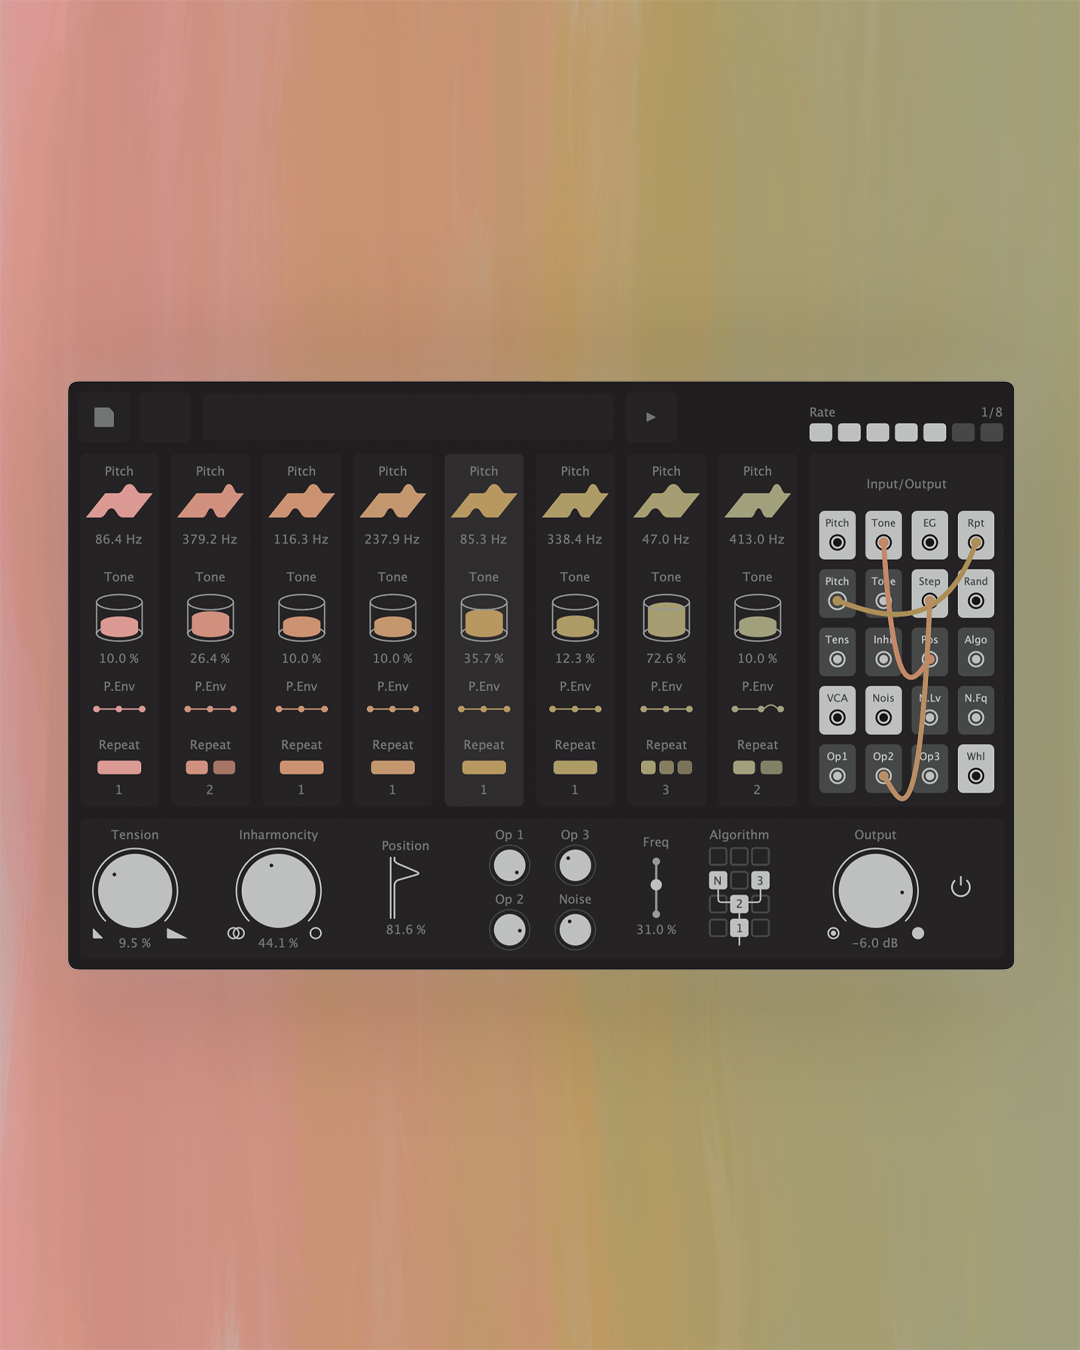 Rate 1/8
Pitch Pitch Pitch Pitch Pitch Pitch Pitch Pitch
86.4 Hz 379.2 Hz 116.3 Hz 237.9 Hz 85.3 Hz 338.4 Hz 47.0 Hz 413.0 Hz
Tone Tone Tone Tone Tone Tone Tone Tone
10.0 % 26.4 % 10.0 % 10.0 % 35.7 % 12.3 % 72.6 % 10.0 %
P.Env P.Env P.Env P.Env P.Env P.Env P.Env P.Env
Repeat Repeat Repeat Repeat Repeat Repeat Repeat Repeat
1 2 1 1 1 1 3 2
Input/Output
Pitch Tone EG Rpt
Pitch Tone Step Rand
Tens Inhr Pos Algo
VCA Nois N.Lv N.Fq
Op1 Op2 Op3 Whl
Tension
9.5 %
Inharmoncity
44.1 %
Position
81.6 %
Op 1 Op 3
Op 2 Noise
Freq
31.0 %
Algorithm
N 3
2
1
Output
−6.0 dB